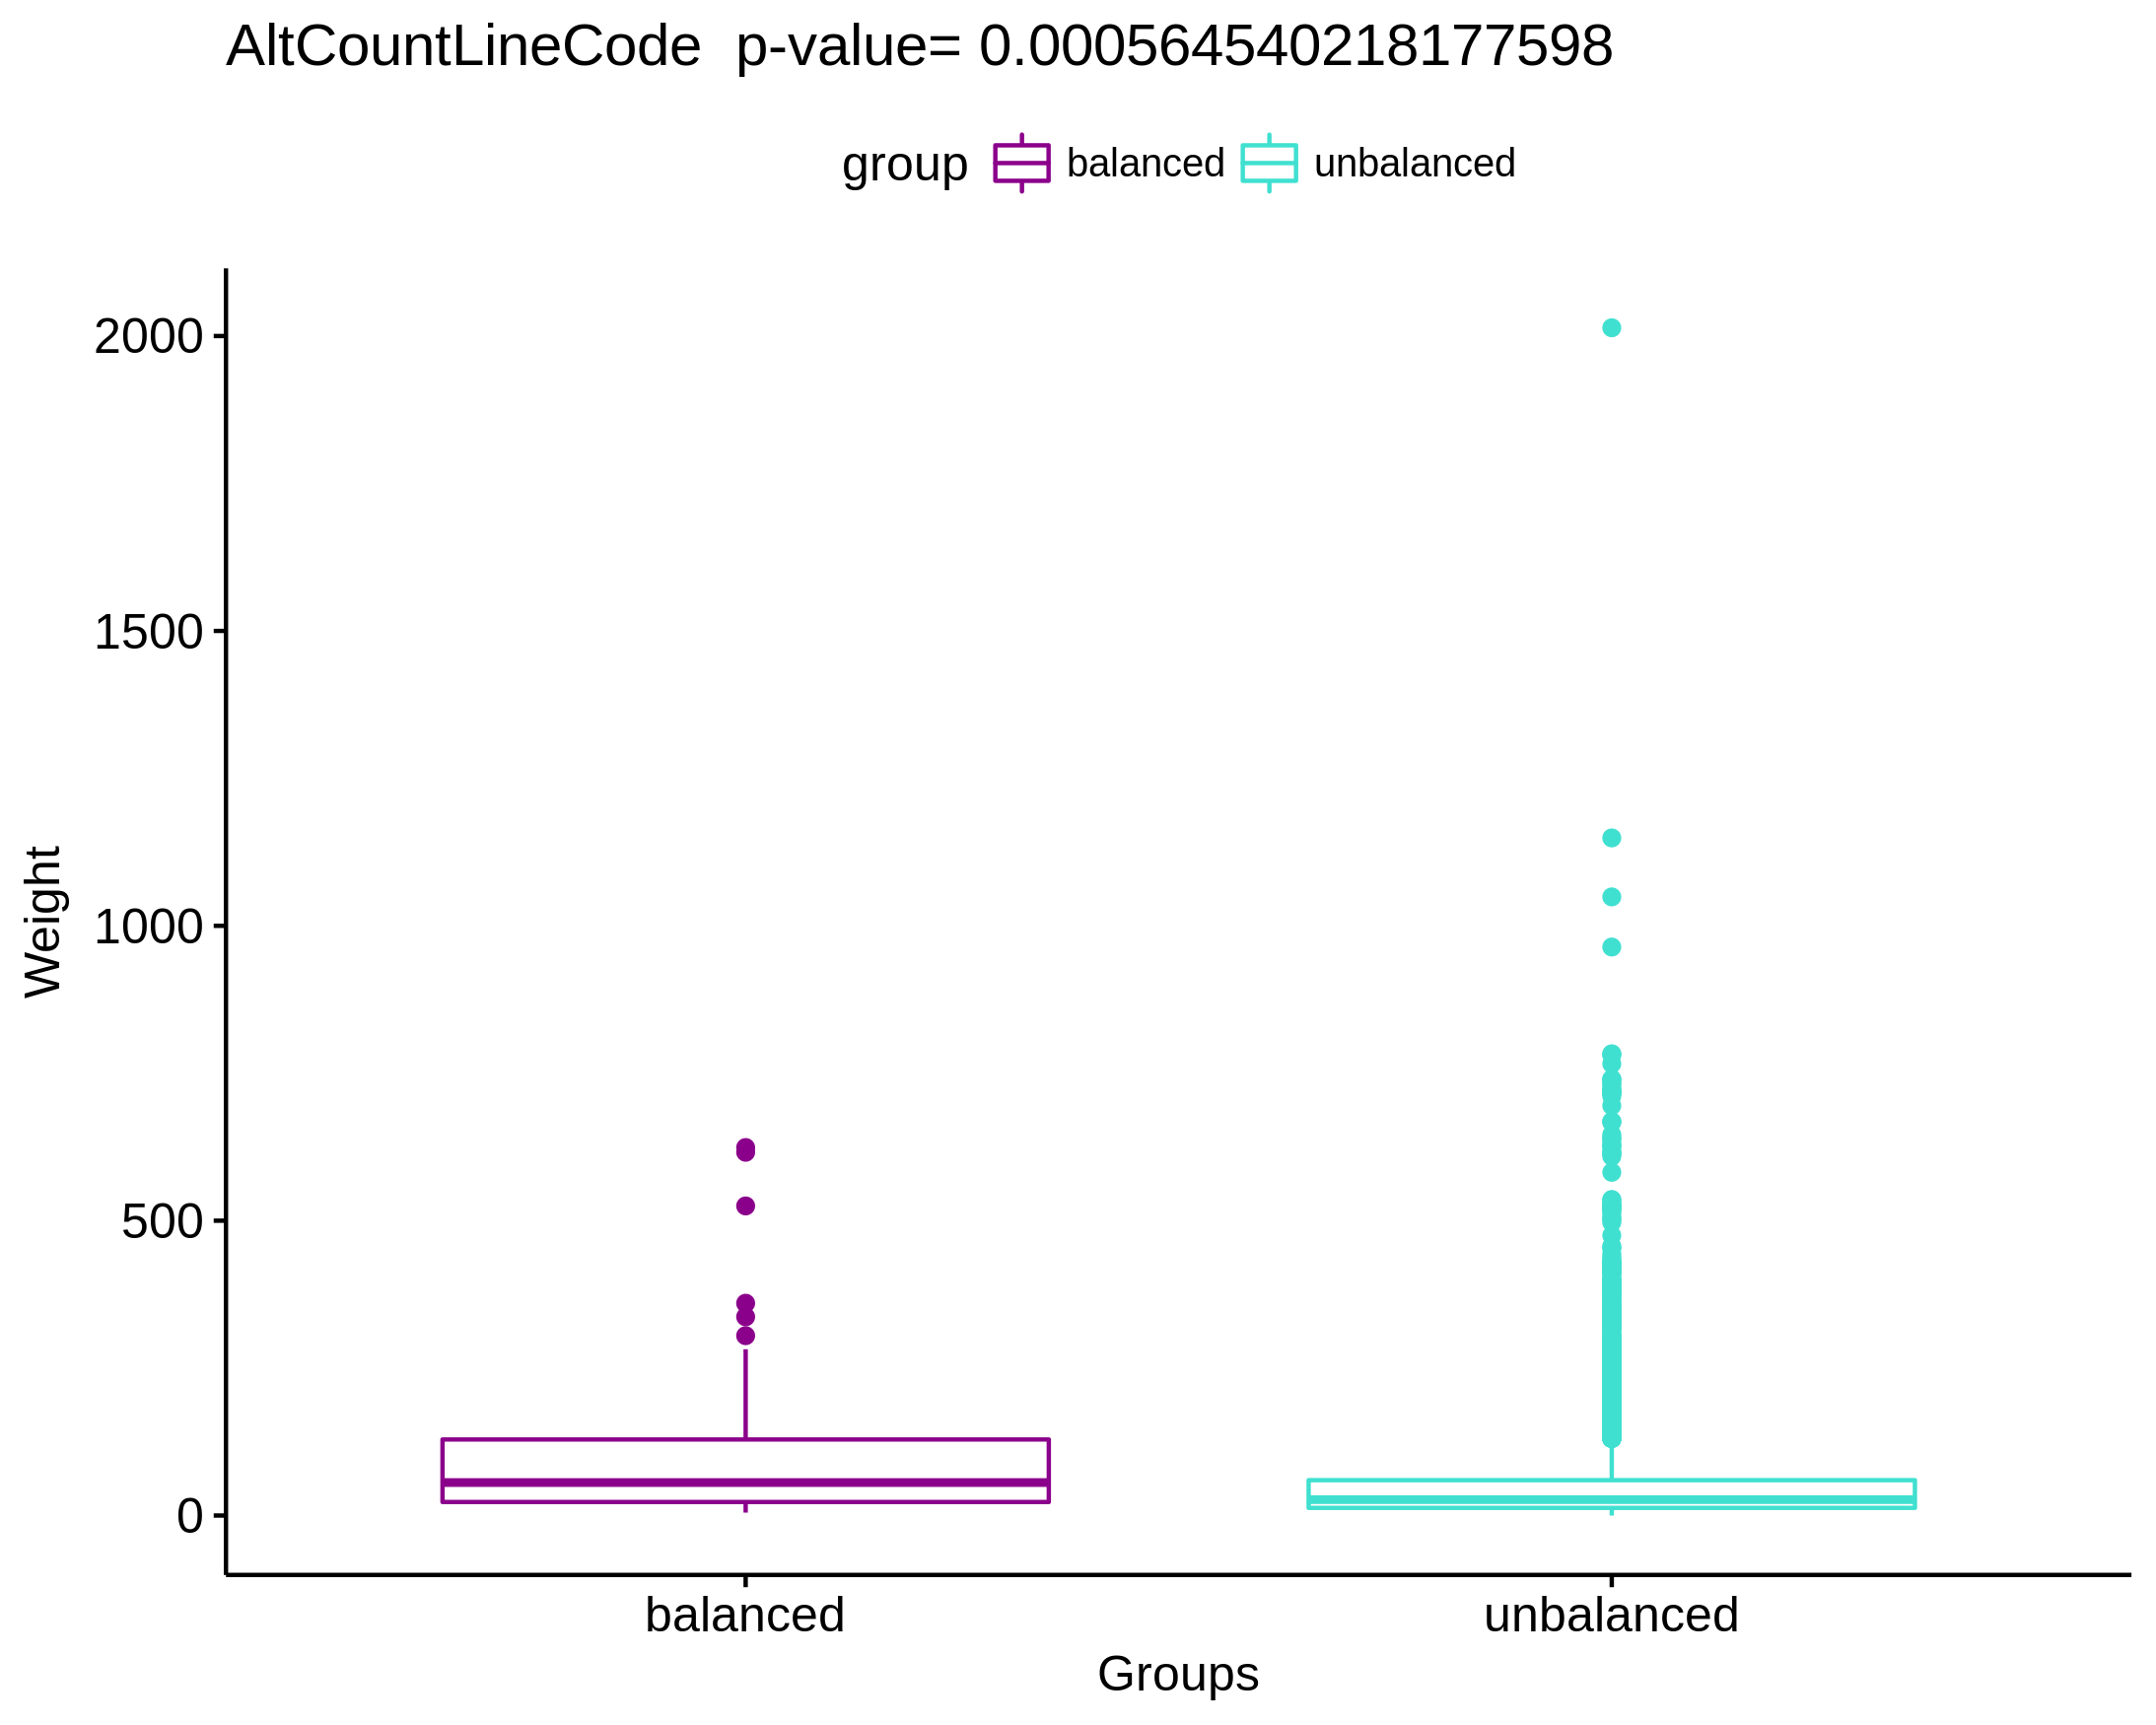 AltCountLineCode  p-value= 0.000564540218177598
group balanced unbalanced
2000
1500
1000
500
0
Weight
balanced unbalanced
Groups